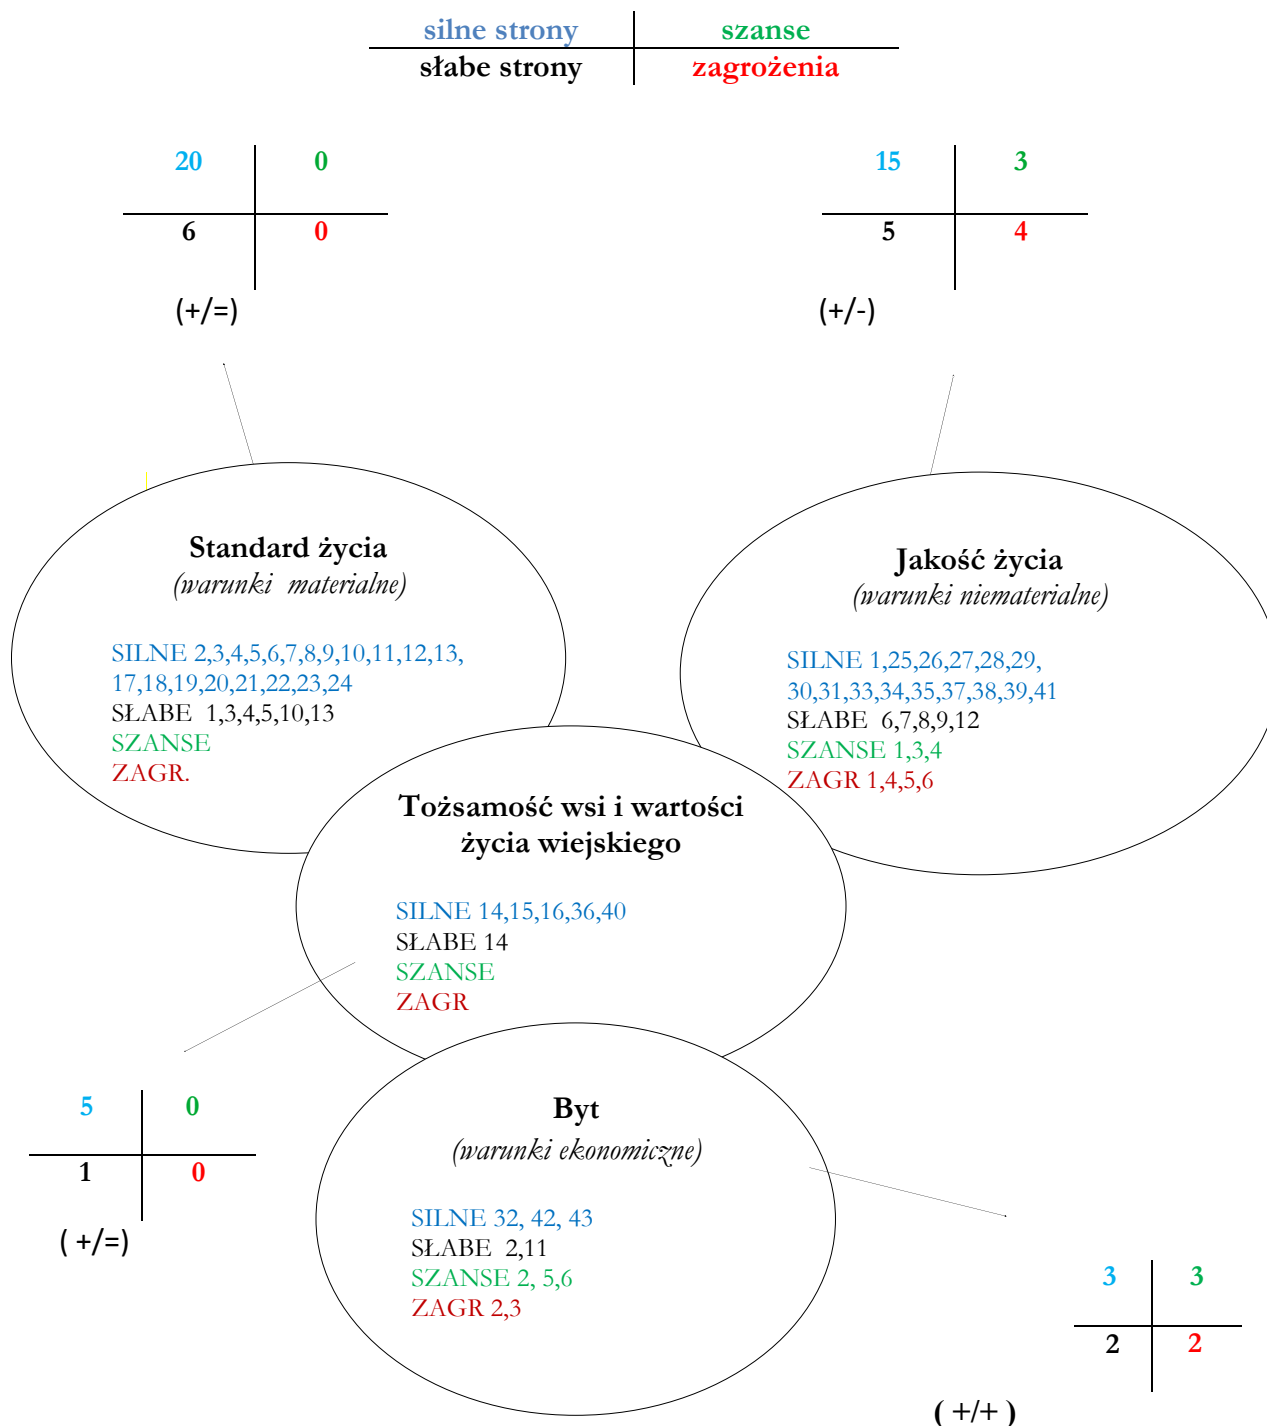 silne strony szanse
słabe strony zagrożenia
20 0
6 0
(+/=)
15 3
5 4
(+/-)
Standard życia
(warunki materialne)
SILNE 2,3,4,5,6,7,8,9,10,11,12,13,
17,18,19,20,21,22,23,24
SŁABE 1,3,4,5,10,13
SZANSE
ZAGR.
Jakość życia
(warunki niematerialne)
SILNE 1,25,26,27,28,29,
30,31,33,34,35,37,38,39,41
SŁABE 6,7,8,9,12
SZANSE 1,3,4
ZAGR 1,4,5,6
Tożsamość wsi i wartości
życia wiejskiego
SILNE 14,15,16,36,40
SŁABE 14
SZANSE
ZAGR
5 0
1 0
( +/=)
Byt
(warunki ekonomiczne)
SILNE 32, 42, 43
SŁABE 2,11
SZANSE 2, 5,6
ZAGR 2,3
3 3
2 2
( +/+ )